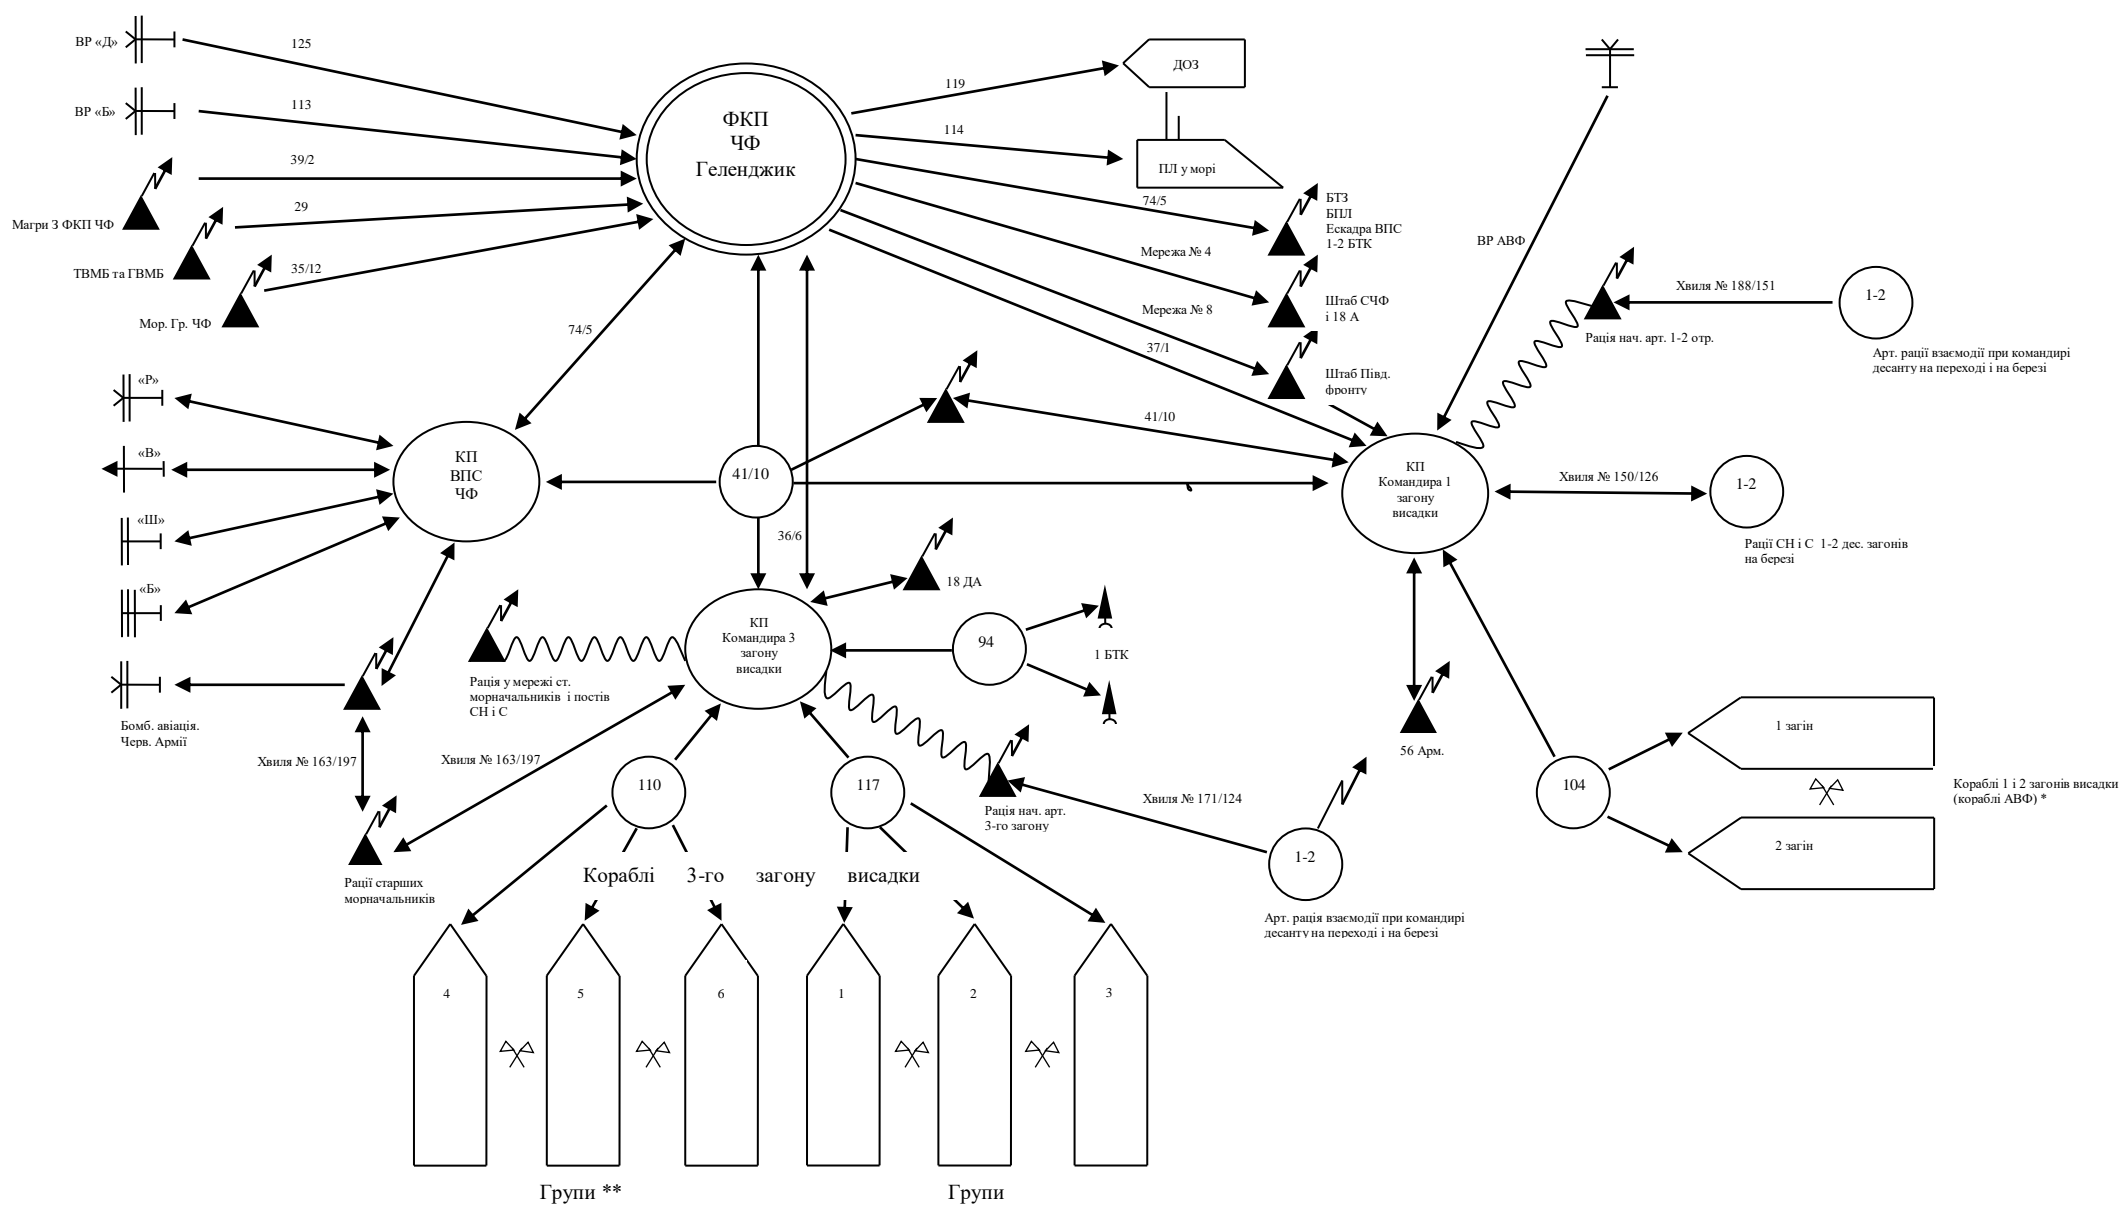 ВР «Д»
125
ВР «Б»
113
39/2
Магри З ФКП ЧФ
29
ТВМБ та ГВМБ
35/12
Мор. Гр. ЧФ
ФКП
ЧФ
Геленджик
119
ДОЗ
114
ПЛ у морі
74/5
БТЗ
БПЛ
Ескадра ВПС
1-2 БТК
Мережа № 4
Штаб СЧФ
і 18 А
Мережа № 8
37/1
Штаб Півд.
фронту
ВР АВФ
Хвиля № 188/151
1-2
Рація нач. арт. 1-2 отр.
Арт. рації взаємодії при командирі
десанту на переході і на березі
74/5
«Р»
«В»
«Ш»
«Б»
КП
ВПС
ЧФ
41/10
41/10
36/6
КП
Командира 1
загону
висадки
Хвиля № 150/126
1-2
Рації СН і С 1-2 дес. загонів
на березі
18 ДА
КП
Командира 3
загону
висадки
94
1 БТК
Рація у мережі ст.
морначальників і постів
СН і С
Бомб. авіація.
Черв. Армії
Хвиля № 163/197
Хвиля № 163/197
Рації старших
морначальників
110
117
Рація нач. арт.
3-го загону
Хвиля № 171/124
1-2
Арт. рація взаємодії при командирі
десанту на переході і на березі
56 Арм.
104
1 загін
2 загін
Кораблі 1 і 2 загонів висадки
(кораблі АВФ) *
Кораблі 3-го загону висадки
4
5
6
1
2
3
Групи **
Групи